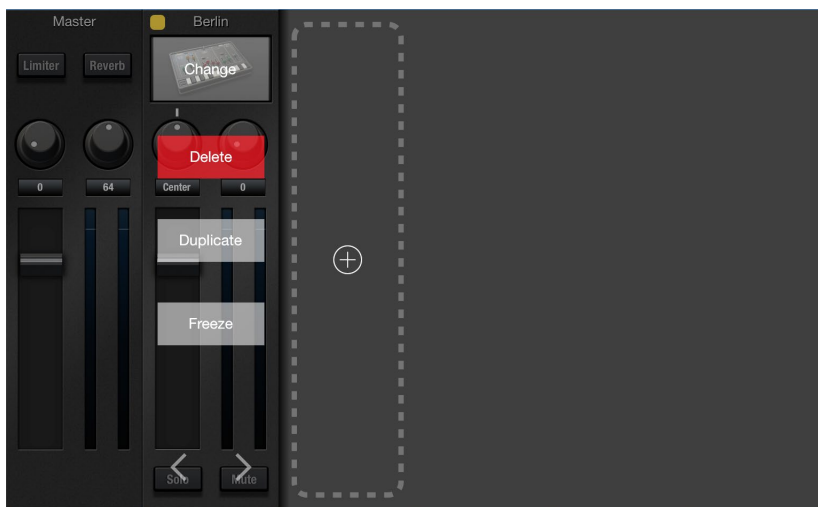 Master
Berlin
Limiter
Reverb
Change
Delete
0
64
Center
0
Duplicate
Freeze
Solo
Mute